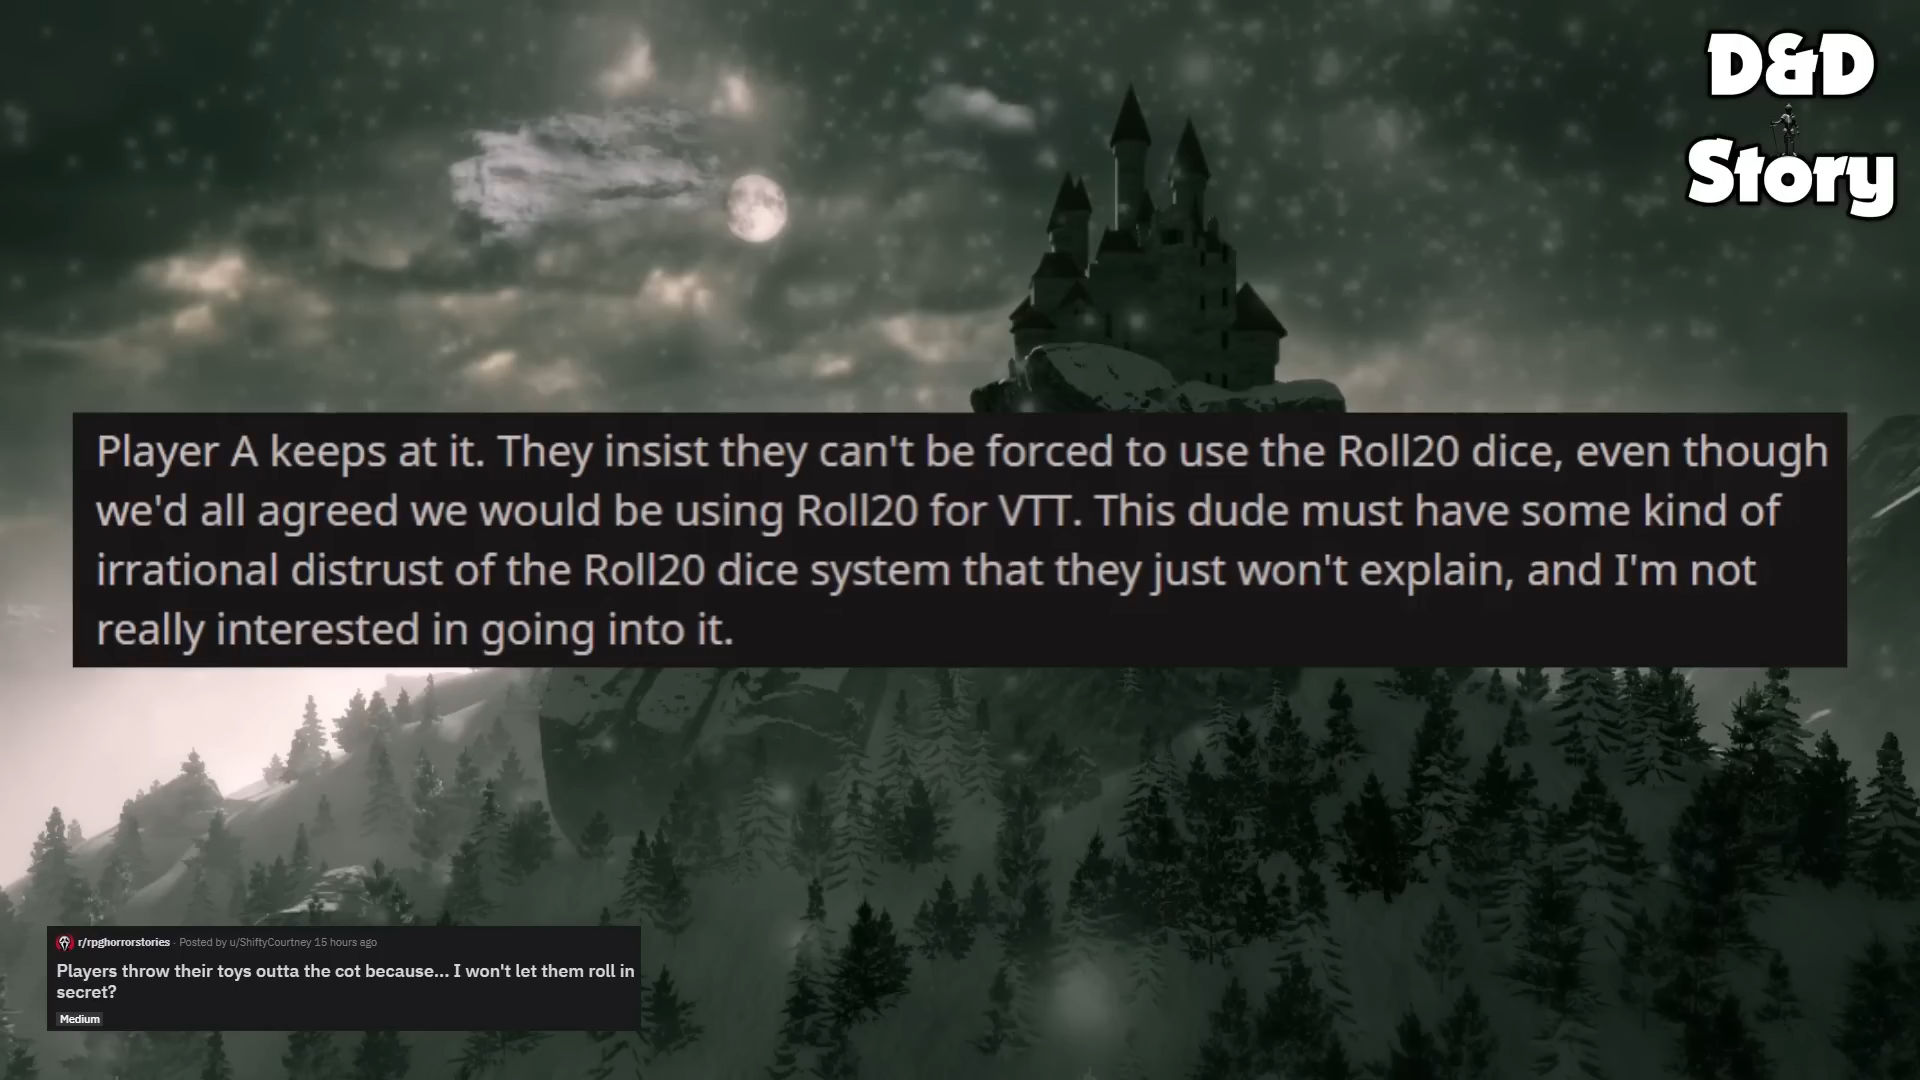 D&D
Story
Player A keeps at it. They insist they can't be forced to use the Roll20 dice, even though
we'd all agreed we would be using Roll20 for VTT. This dude must have some kind of
irrational distrust of the Roll20 dice system that they just won't explain, and I'm not
really interested in going into it.
r/rpghorrorstories · Posted by u/ShiftyCourtney 15 hours ago
Players throw their toys outta the cot because... I won't let them roll in
secret?
Medium